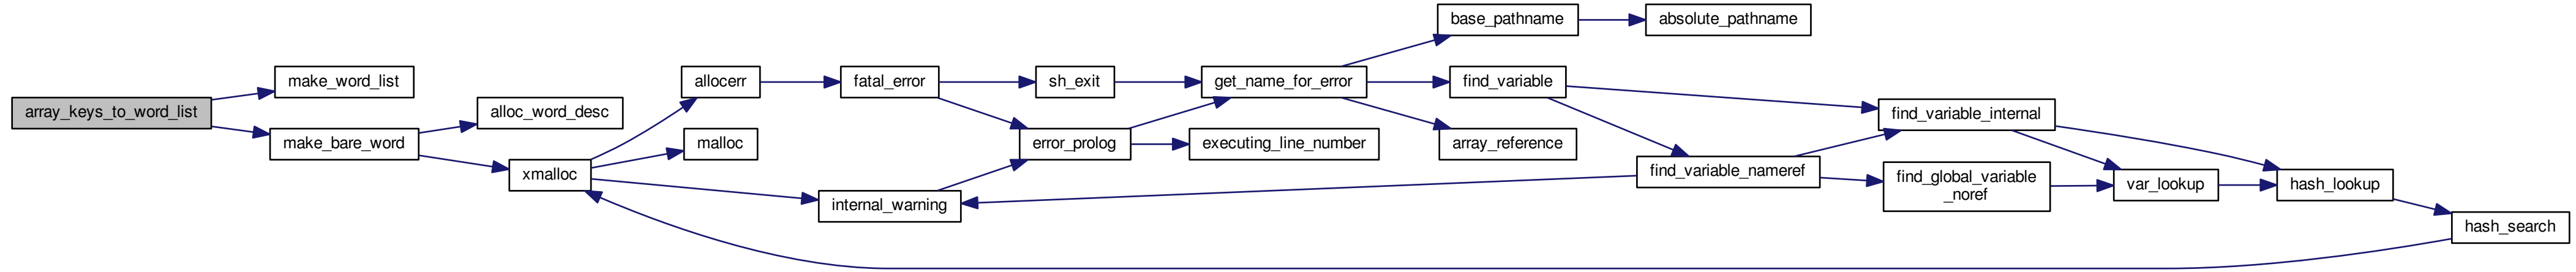 array_keys_to_word_list
make_word_list
make_bare_word
alloc_word_desc
xmalloc
allocerr
malloc
internal_warning
fatal_error
sh_exit
error_prolog
get_name_for_error
executing_line_number
base_pathname
find_variable
array_reference
absolute_pathname
find_variable_nameref
find_variable_internal
find_global_variable
_noref
var_lookup
hash_lookup
hash_search